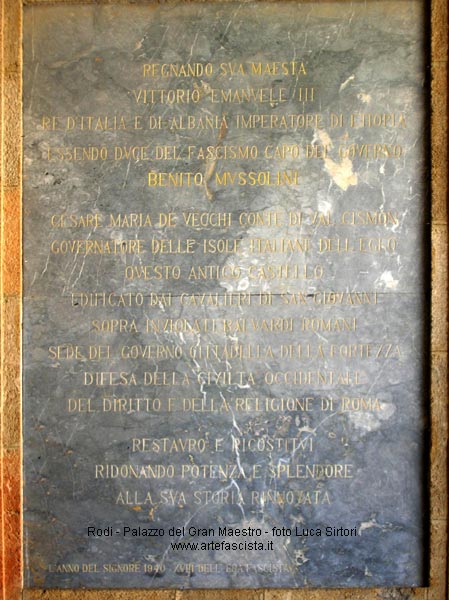 REGNANDO SVA MAESTA
VITTORIO EMANVELE III
RE D'ITALIA E DI ALBANIA IMPERATORE DI ETIOPIA
ESSENDO DVCE DEL FASCISMO CAPO DEL GOVERNO
BENITO MVSSOLINI
CESARE MARIA DE VECCHI CONTE DI VAL CISMON
GOVERNATORE DELLE ISOLE ITALIANE DELL'EGEO
QVESTO ANTICO CASTELLO
EDIFICATO DAI CAVALIERI DI SAN GIOVANNI
SOPRA INVIOLATI BALVARDI ROMANI
SEDE DEL GOVERNO CITTADELLA DELLA FORTEZZA
DIFESA DELLA CIVILTA OCCIDENTALE
DEL DIRITTO E DELLA RELIGIONE DI ROMA
RESTAVRO E RICOSTITVI
RIDONANDO POTENZA E SPLENDORE
ALLA SVA STORIA RINNOVATA
Rodi - Palazzo del Gran Maestro - foto Luca Sirtori
www.artefascista.it
L'ANNO DEL SIGNORE 1940 - XVIII DELL'ERA FASCISTA